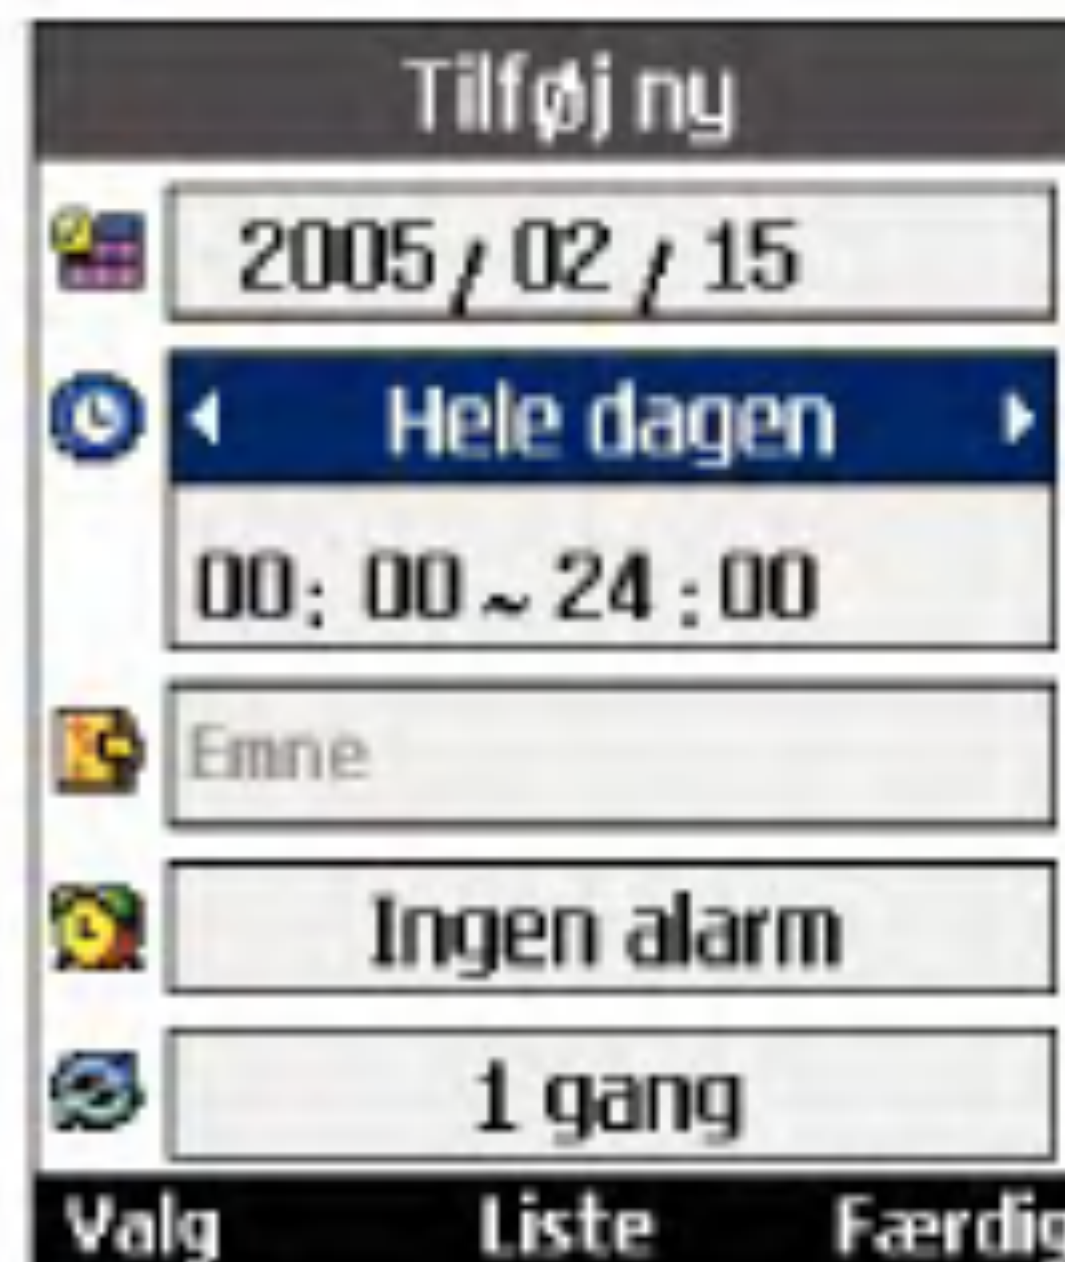 Tilføj ny
2005/02/15
Hele dagen
00:00~24:00
Emne
Ingen alarm
1 gang
Valg Liste Færdig